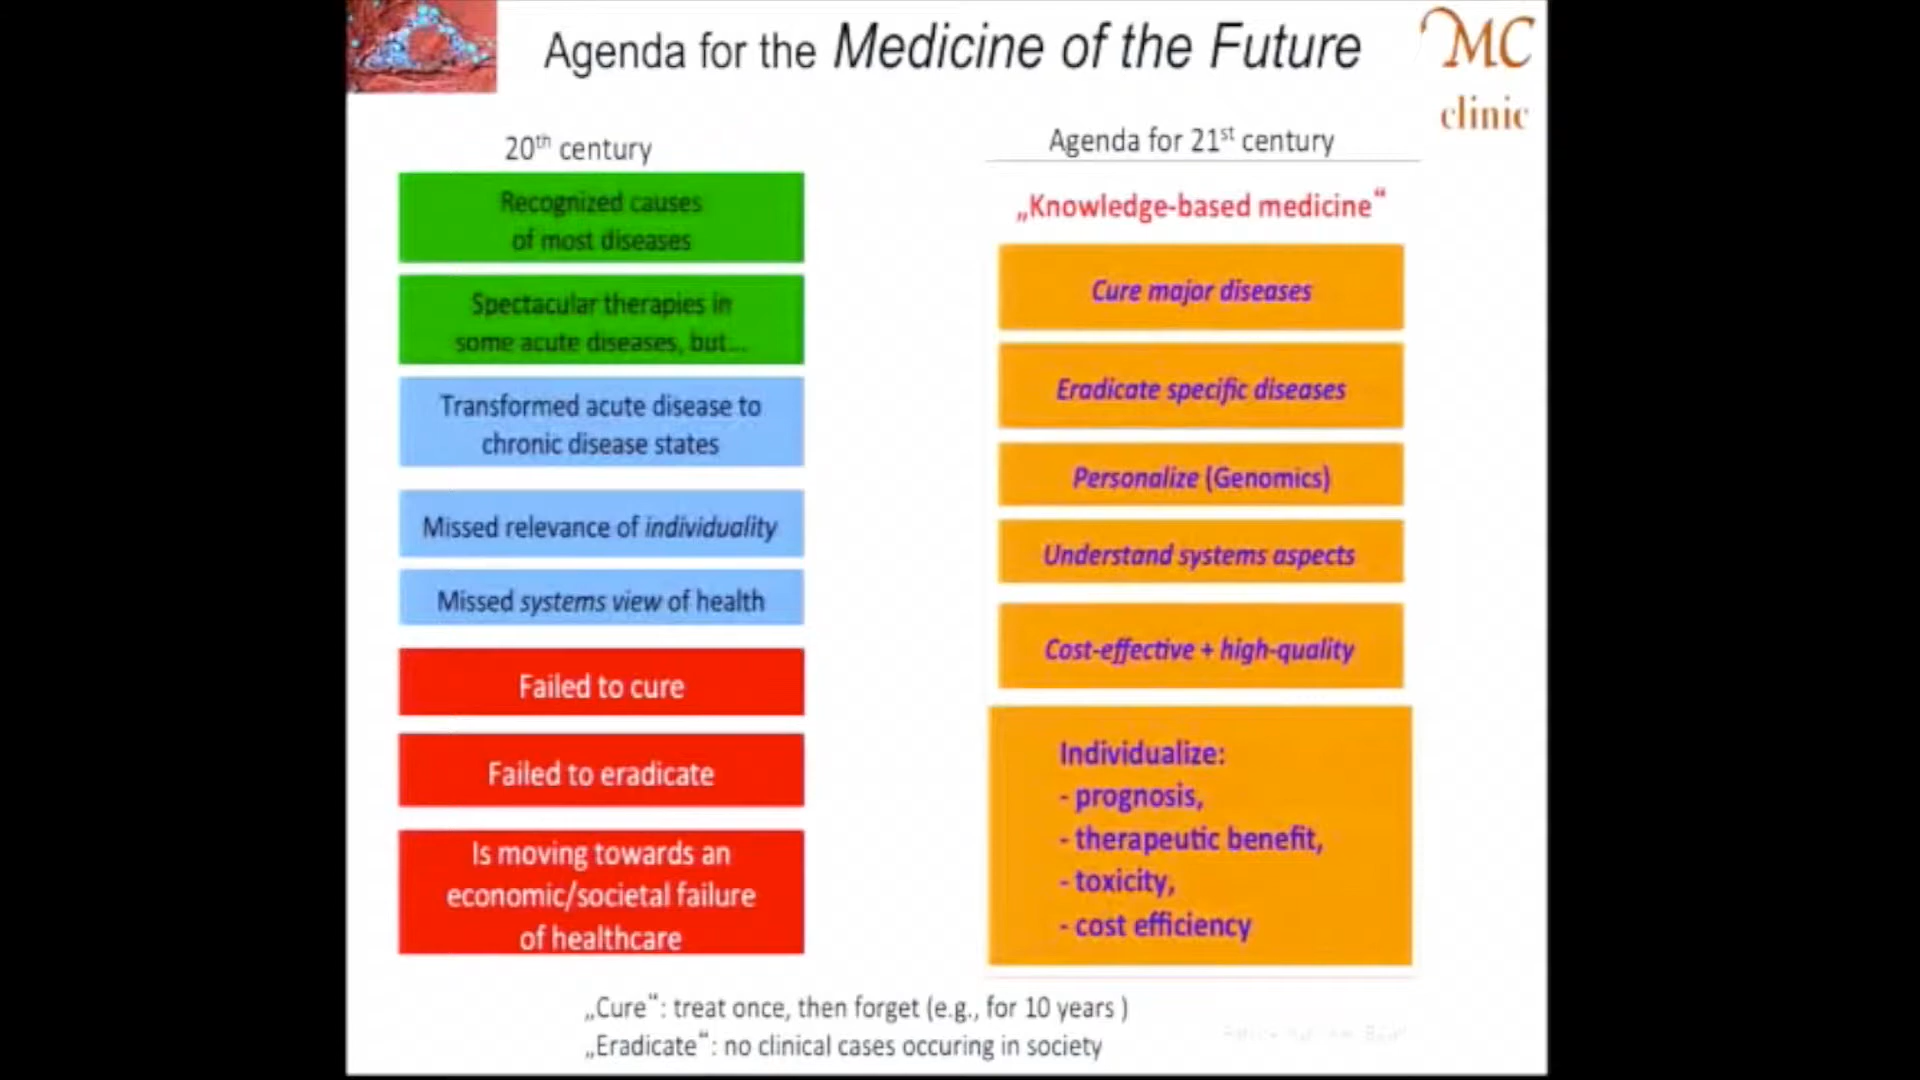 Agenda for the Medicine of the Future
MC
clinic
20th century
Recognized causes
of most diseases
Spectacular therapies in
some acute diseases, but...
Transformed acute disease to
chronic disease states
Missed relevance of individuality
Missed systems view of health
Failed to cure
Failed to eradicate
Is moving towards an
economic/societal failure
of healthcare
Agenda for 21st century
„Knowledge-based medicine“
Cure major diseases
Eradicate specific diseases
Personalize (Genomics)
Understand systems aspects
Cost-effective + high-quality
Individualize:
- prognosis,
- therapeutic benefit,
- toxicity,
- cost efficiency
„Cure“: treat once, then forget (e.g., for 10 years )
„Eradicate“: no clinical cases occuring in society